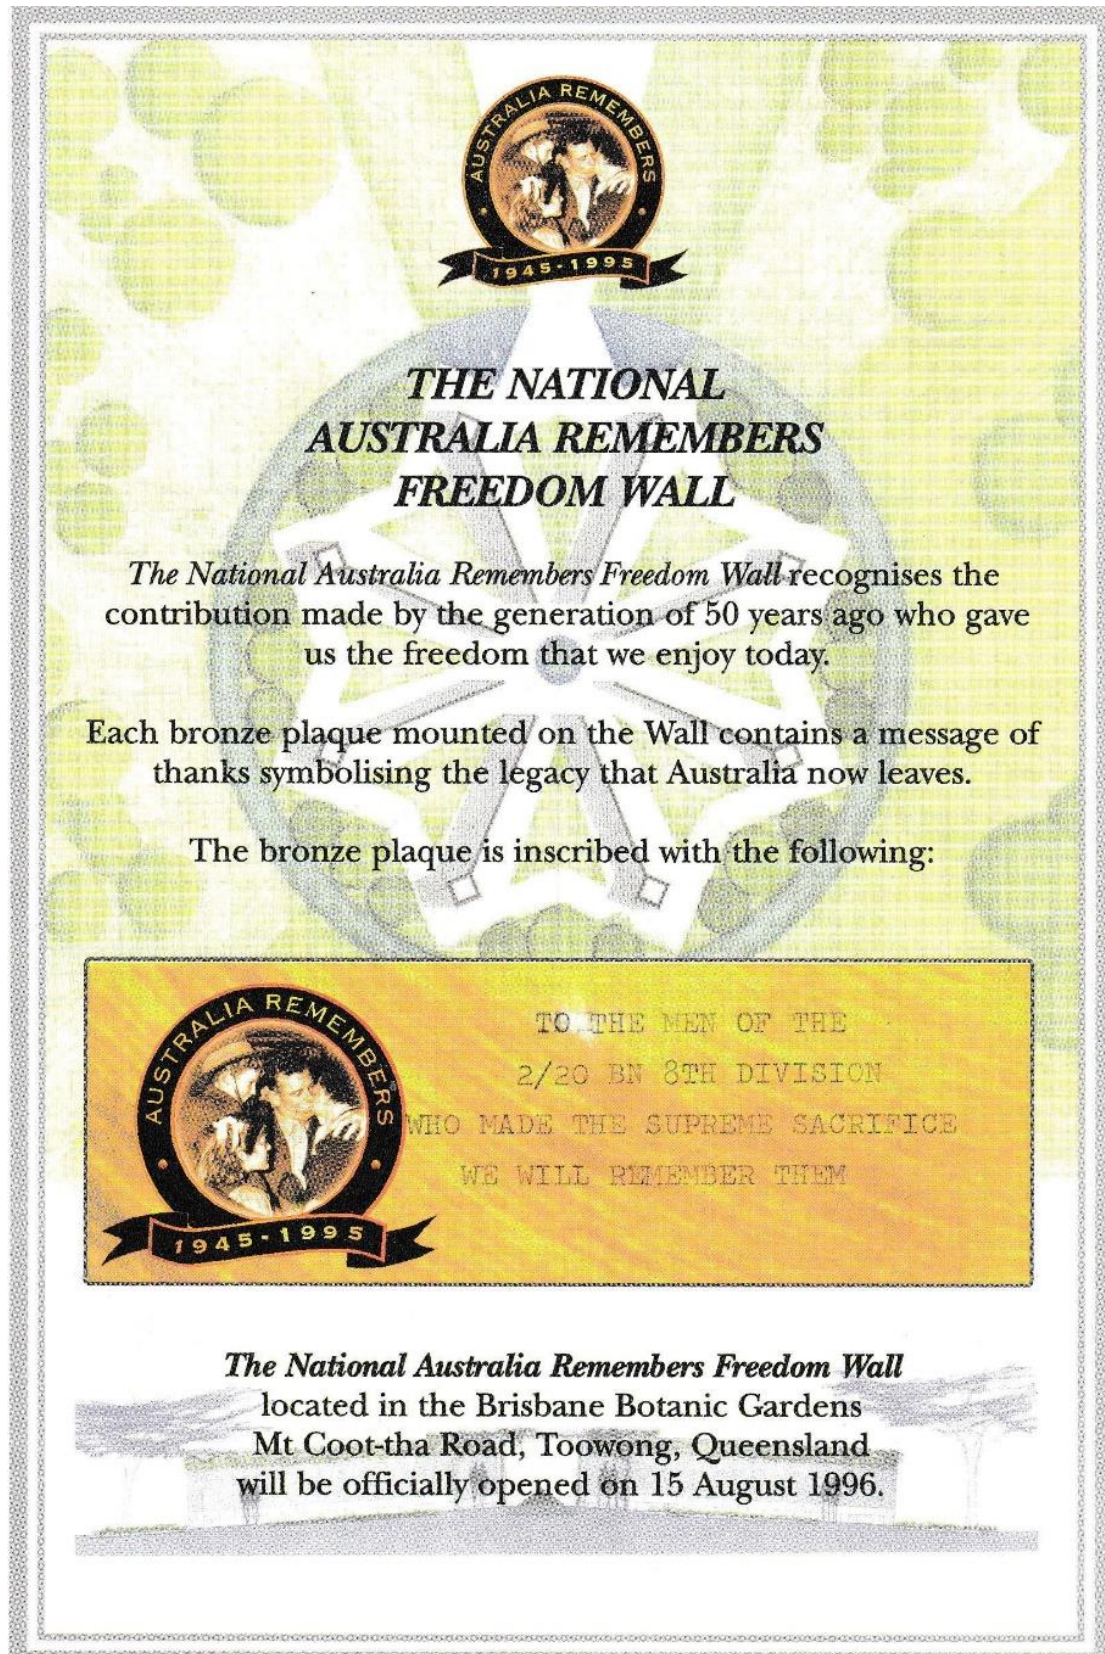 AUSTRALIA REMEMBERS
1945-1995
THE NATIONAL
AUSTRALIA REMEMBERS
FREEDOM WALL
The National Australia Remembers Freedom Wall recognises the
contribution made by the generation of 50 years ago who gave
us the freedom that we enjoy today.
Each bronze plaque mounted on the Wall contains a message of
thanks symbolising the legacy that Australia now leaves.
The bronze plaque is inscribed with the following:
AUSTRALIA REMEMBERS
1945-1995
TO THE MEN OF THE
2/20 BN 8TH DIVISION
WHO MADE THE SUPREME SACRIFICE
WE WILL REMEMBER THEM
The National Australia Remembers Freedom Wall
located in the Brisbane Botanic Gardens
Mt Coot-tha Road, Toowong, Queensland
will be officially opened on 15 August 1996.